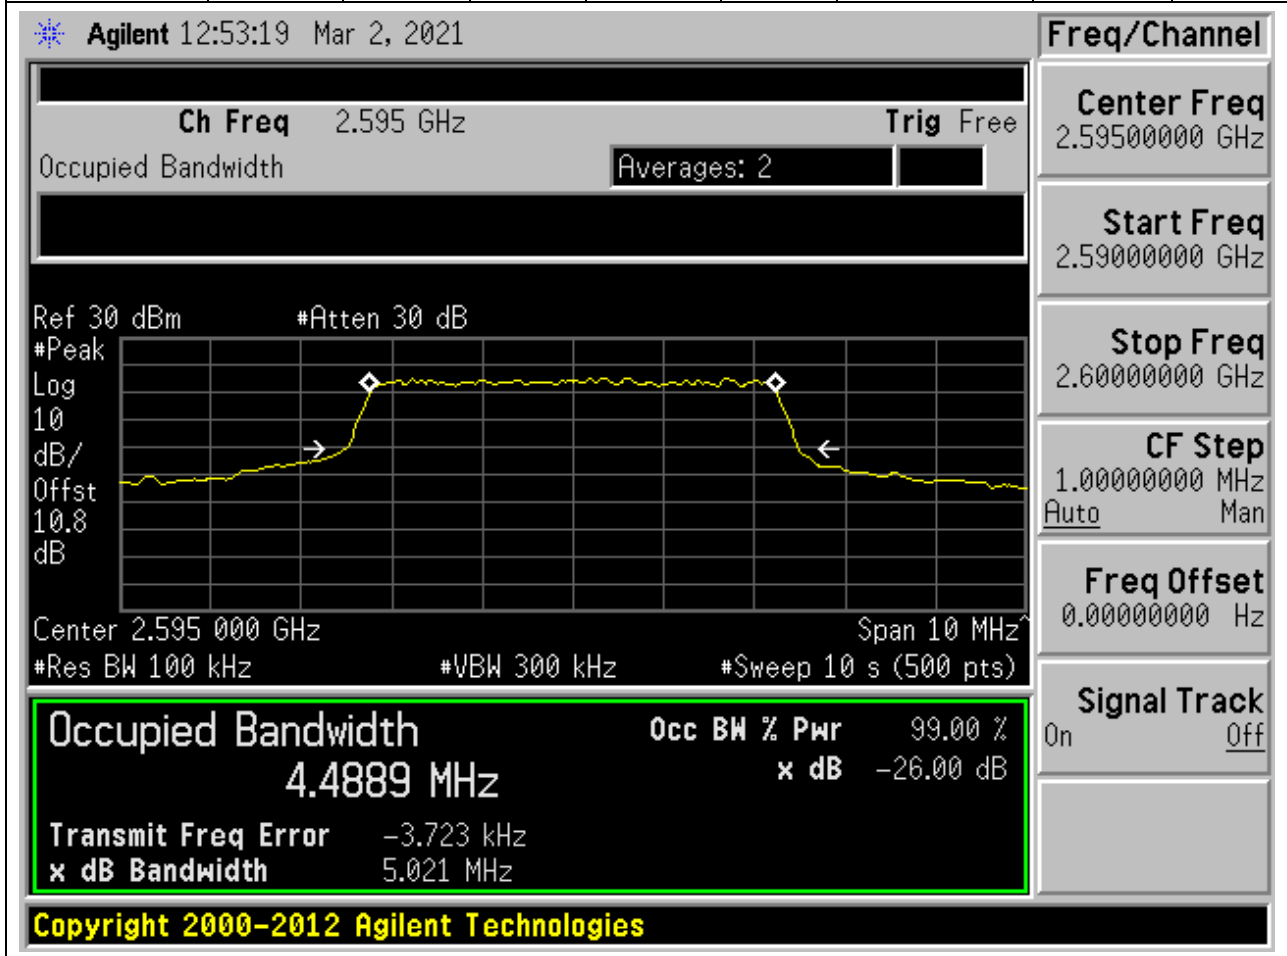 Agilent 12:53:19 Mar 2, 2021
Freq/Channel
Ch Freq 2.595 GHz Trig Free
Occupied Bandwidth Averages: 2
Center Freq
2.59500000 GHz
Start Freq
2.59000000 GHz
Stop Freq
2.60000000 GHz
CF Step
1.00000000 MHz
Auto Man
Freq Offset
0.00000000 Hz
Signal Track
On Off
Ref 30 dBm #Atten 30 dB
#Peak
Log
10
dB/
Offst
10.8
dB
Center 2.595 000 GHz Span 10 MHz^
#Res BW 100 kHz #VBW 300 kHz #Sweep 10 s (500 pts)
Occupied Bandwidth Occ BW % Pwr 99.00 %
4.4889 MHz x dB -26.00 dB
Transmit Freq Error -3.723 kHz
x dB Bandwidth 5.021 MHz
Copyright 2000-2012 Agilent Technologies